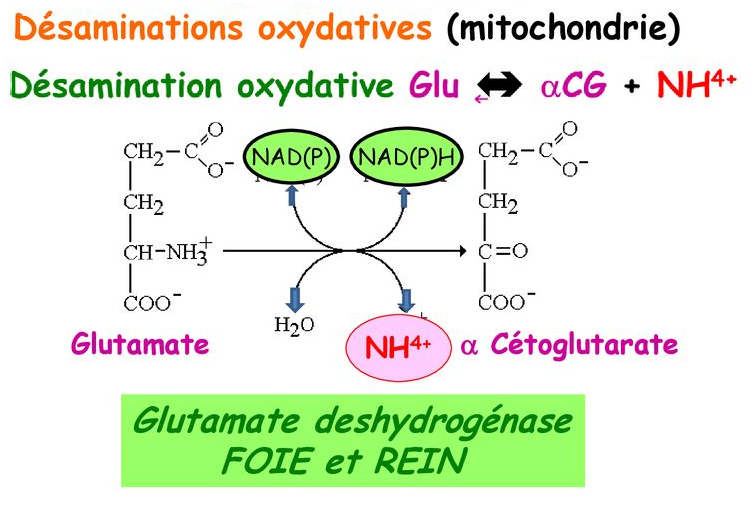 Désaminations oxydatives (mitochondrie)
Désamination oxydative Glu ↔ αCG + NH⁴⁺
CH₂–C O O⁻ NAD(P) NAD(P)H CH₂–C O O⁻
CH₂ CH₂
CH–NH₃⁺ C=O
COO⁻ COO⁻
H₂O
NH⁴⁺
Glutamate α Cétoglutarate
Glutamate deshydrogénase
FOIE et REIN